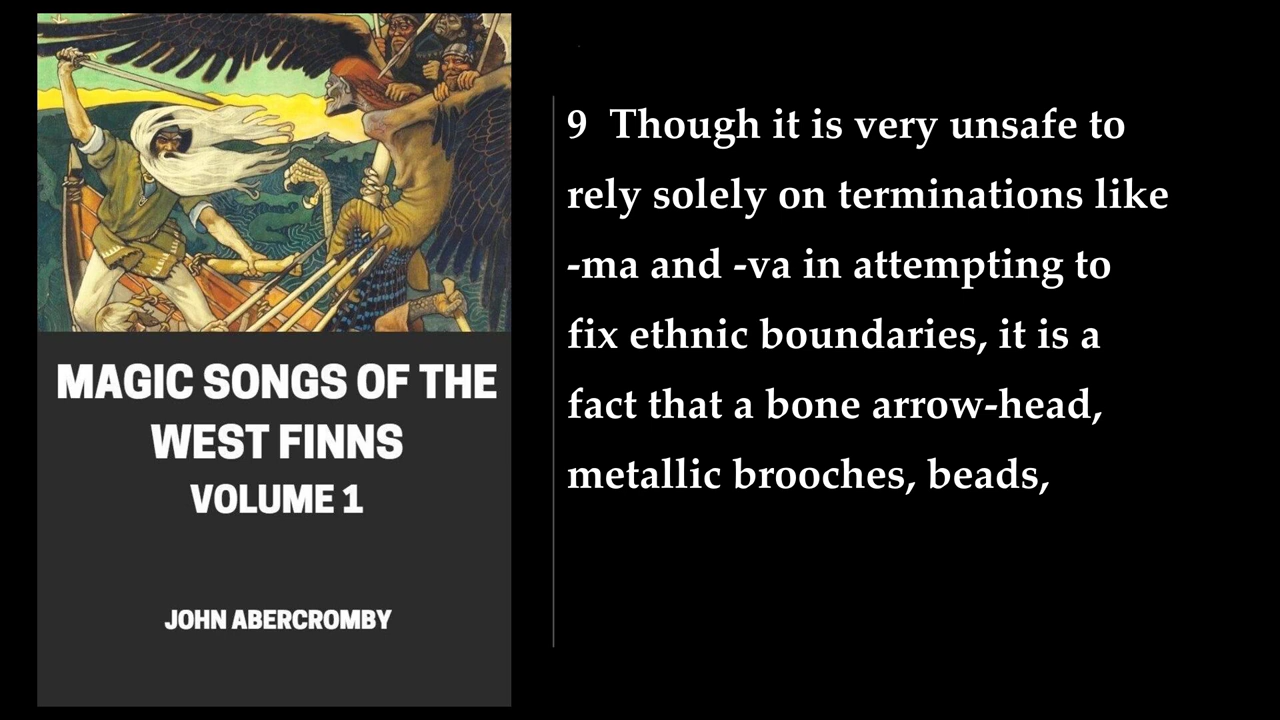 MAGIC SONGS OF THE
WEST FINNS
VOLUME 1
JOHN ABERCROMBY
9 Though it is very unsafe to
rely solely on terminations like
-ma and -va in attempting to
fix ethnic boundaries, it is a
fact that a bone arrow-head,
metallic brooches, beads,